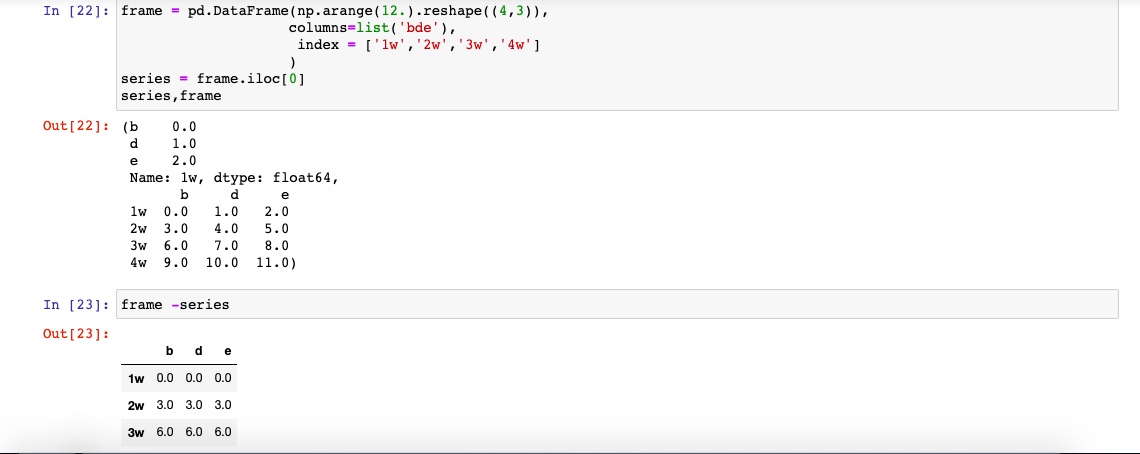 In [22]: frame = pd.DataFrame(np.arange(12.).reshape((4,3)),
columns=list('bde'),
index = ['1w','2w','3w','4w']
)
series = frame.iloc[0]
series,frame
Out[22]: (b    0.0
d    1.0
e    2.0
Name: 1w, dtype: float64,
b    d    e
1w  0.0   1.0   2.0
2w  3.0   4.0   5.0
3w  6.0   7.0   8.0
4w  9.0  10.0  11.0)
In [23]: frame -series
Out[23]:
b d e
1w 0.0 0.0 0.0
2w 3.0 3.0 3.0
3w 6.0 6.0 6.0